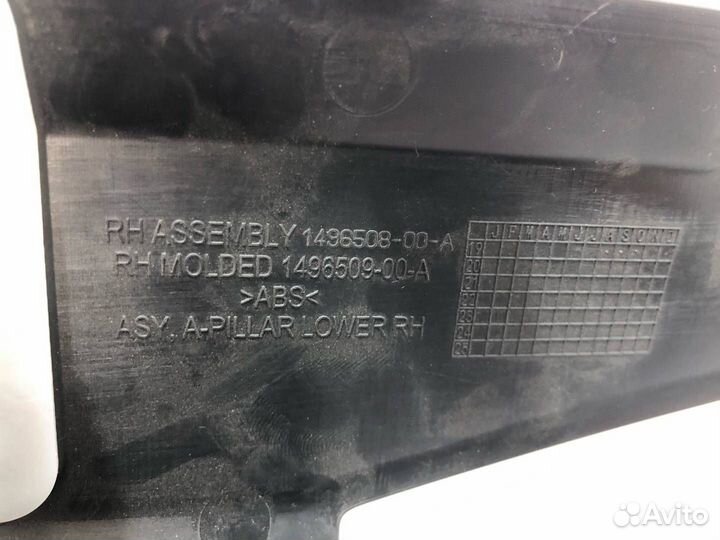 RH ASSEMBLY 1496508-00-A
RH MOLDED 1496509-00-A
>ABS<
ASY, A-PILLAR LOWER RH
J F M A M J J A S O N D
19
20
21
22
23
24
25
Avito